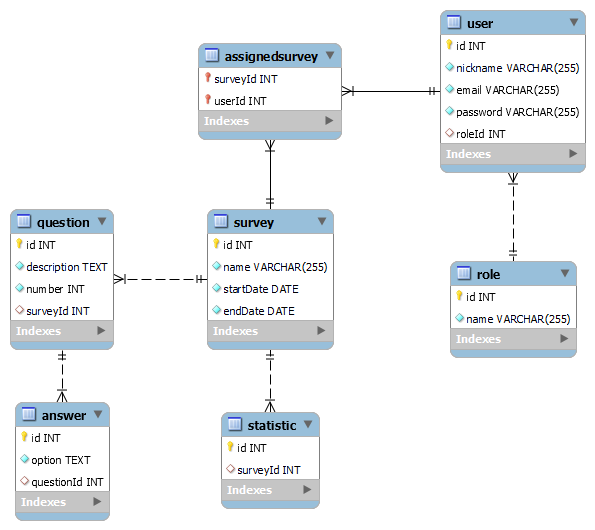 user
id INT
nickname VARCHAR(255)
email VARCHAR(255)
password VARCHAR(255)
roleId INT
Indexes
assignedsurvey
surveyId INT
userId INT
Indexes
question
id INT
description TEXT
number INT
surveyId INT
Indexes
survey
id INT
name VARCHAR(255)
startDate DATE
endDate DATE
Indexes
role
id INT
name VARCHAR(255)
Indexes
answer
id INT
option TEXT
questionId INT
Indexes
statistic
id INT
surveyId INT
Indexes